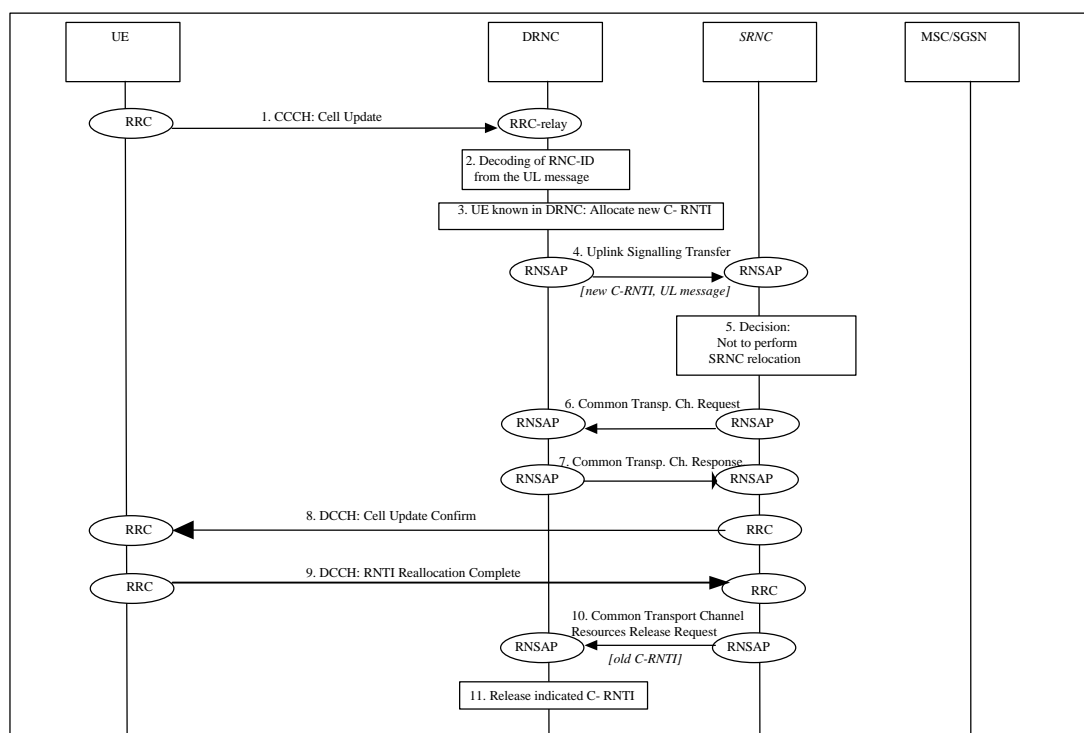 UE
DRNC
SRNC
MSC/SGSN
RRC
1. CCCH: Cell Update
RRC-relay
2. Decoding of RNC-ID
from the UL message
3. UE known in DRNC: Allocate new C- RNTI
4. Uplink Signalling Transfer
RNSAP
RNSAP
[new C-RNTI, UL message]
5. Decision:
Not to perform
SRNC relocation
6. Common Transp. Ch. Request
RNSAP
RNSAP
7. Common Transp. Ch. Response
RNSAP
RNSAP
8. DCCH: Cell Update Confirm
RRC
RRC
9. DCCH: RNTI Reallocation Complete
RRC
RRC
10. Common Transport Channel
Resources Release Request
RNSAP
RNSAP
[old C-RNTI]
11. Release indicated C- RNTI